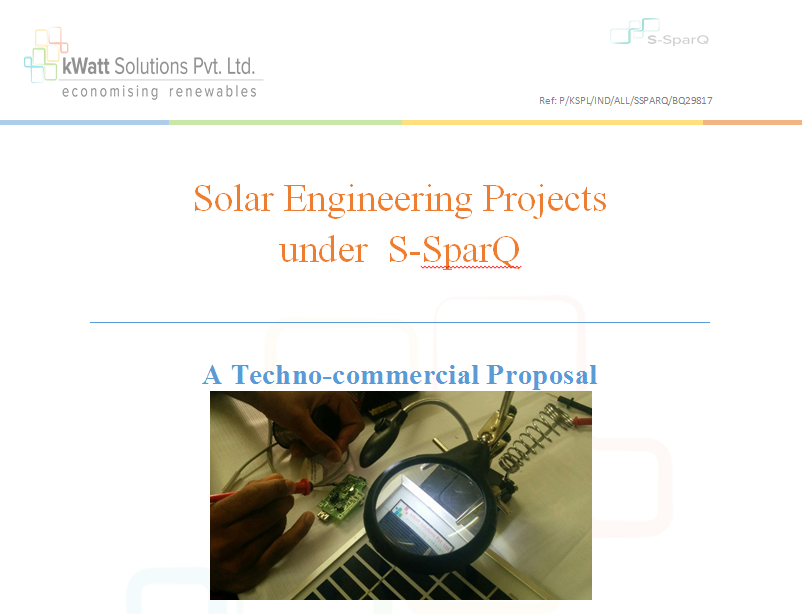 S-SparQ
kWatt Solutions Pvt. Ltd.
economising renewables
Ref: P/KSPL/IND/ALL/SSPARQ/BQ29817
Solar Engineering Projects
under S-SparQ
A Techno-commercial Proposal